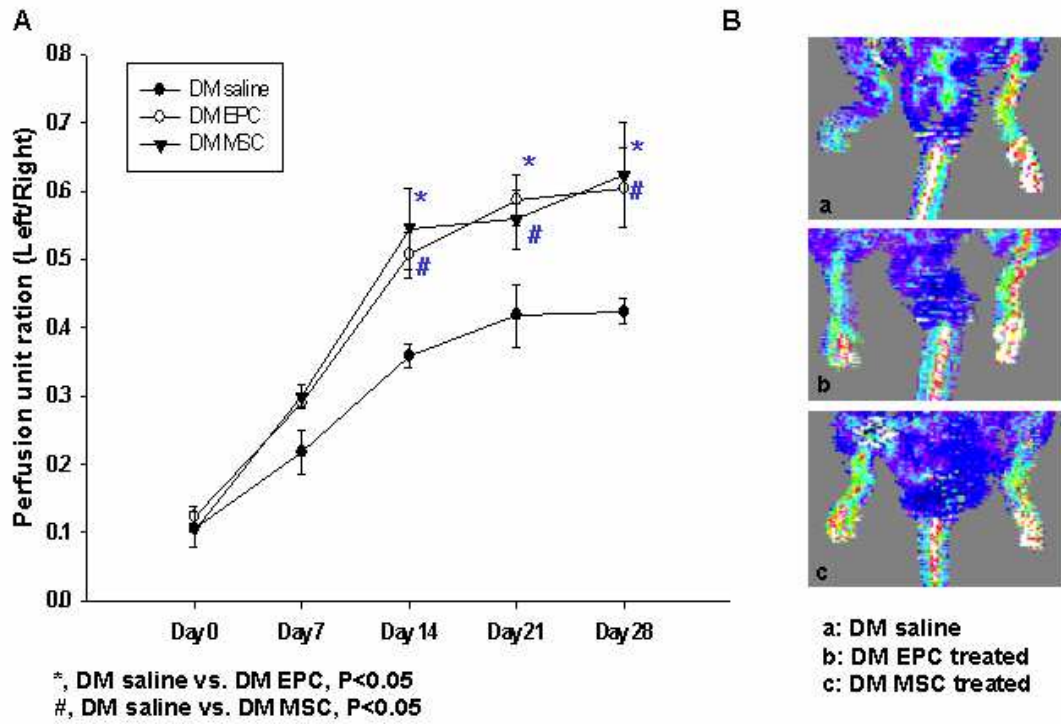 A
B
0.8
0.7
0.6
0.5
0.4
0.3
0.2
0.1
0.0
Perfusion unit ration (Left/Right)
DM saline
DM EPC
DM MSC
*
*
*
#
#
#
Day 0
Day 7
Day 14
Day 21
Day 28
*, DM saline vs. DM EPC, P<0.05
#, DM saline vs. DM MSC, P<0.05
a
b
c
a: DM saline
b: DM EPC treated
c: DM MSC treated